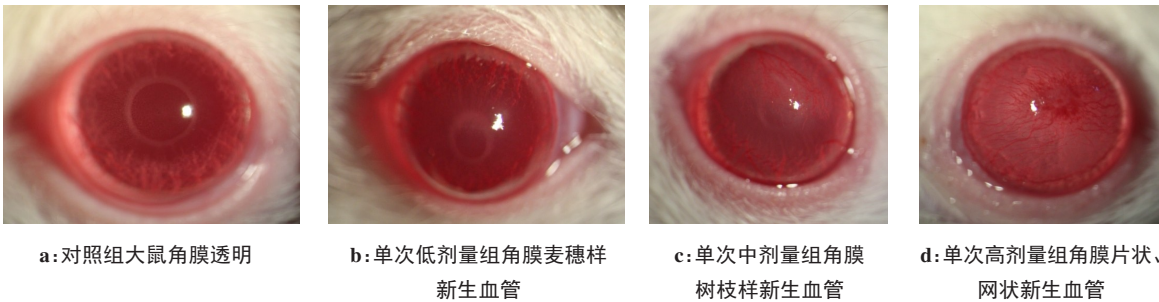 a:对照组大鼠角膜透明
b:单次低剂量组角膜麦穗样
新生血管
c:单次中剂量组角膜
树枝样新生血管
d:单次高剂量组角膜片状、
网状新生血管